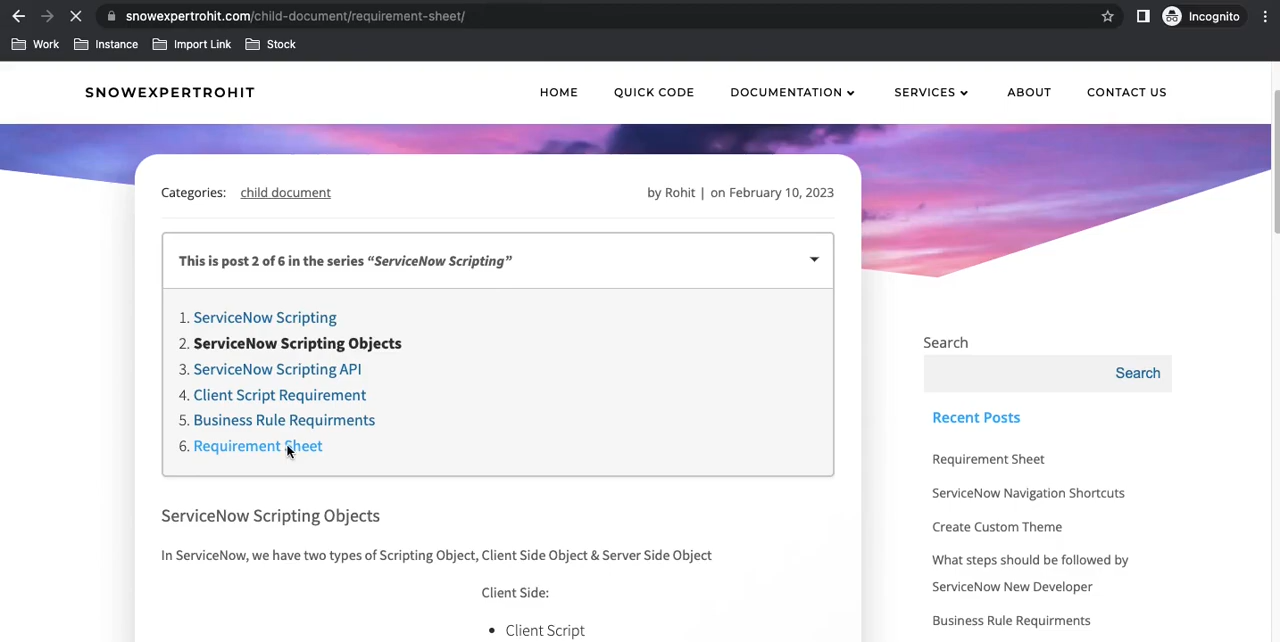 snowexpertrohit.com/child-document/requirement-sheet/
Incognito
Work Instance Import Link Stock
SNOWEXPERTROHIT
HOME QUICK CODE DOCUMENTATION SERVICES ABOUT CONTACT US
Categories: child document
by Rohit | on February 10, 2023
This is post 2 of 6 in the series “ServiceNow Scripting”
1. ServiceNow Scripting
2. ServiceNow Scripting Objects
3. ServiceNow Scripting API
4. Client Script Requirement
5. Business Rule Requirments
6. Requirement Sheet
ServiceNow Scripting Objects
In ServiceNow, we have two types of Scripting Object, Client Side Object & Server Side Object
Client Side:
• Client Script
Search
Search
Recent Posts
Requirement Sheet
ServiceNow Navigation Shortcuts
Create Custom Theme
What steps should be followed by
ServiceNow New Developer
Business Rule Requirments